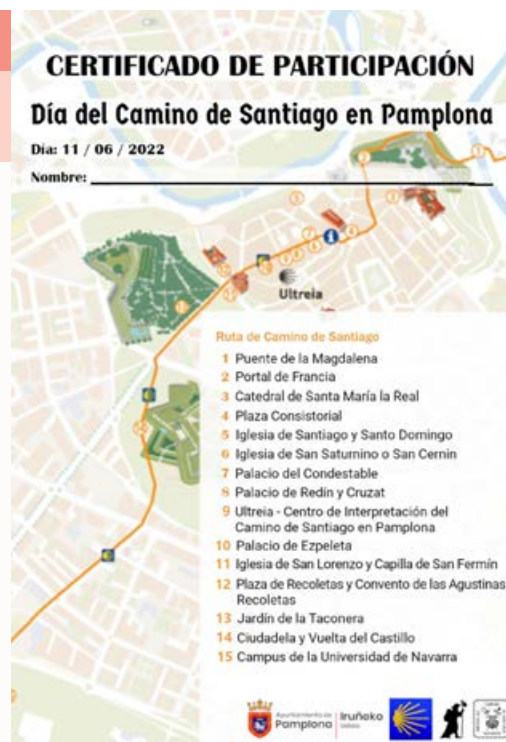 CERTIFICADO DE PARTICIPACIÓN
Día del Camino de Santiago en Pamplona
Día: 11 / 06 / 2022
Nombre:
Ultreia
Ruta de Camino de Santiago
1 Puente de la Magdalena
2 Portal de Francia
3 Catedral de Santa María la Real
4 Plaza Consistorial
5 Iglesia de Santiago y Santo Domingo
6 Iglesia de San Saturnino o San Cernin
7 Palacio del Condestable
8 Palacio de Redín y Cruzat
9 Ultreia - Centro de Interpretación del
Camino de Santiago en Pamplona
10 Palacio de Ezpeleta
11 Iglesia de San Lorenzo y Capilla de San Fermín
12 Plaza de Recoletas y Convento de las Agustinas
Recoletas
13 Jardín de la Taconera
14 Ciudadela y Vuelta del Castillo
15 Campus de la Universidad de Navarra
Ayuntamiento de
Pamplona
Iruñeko